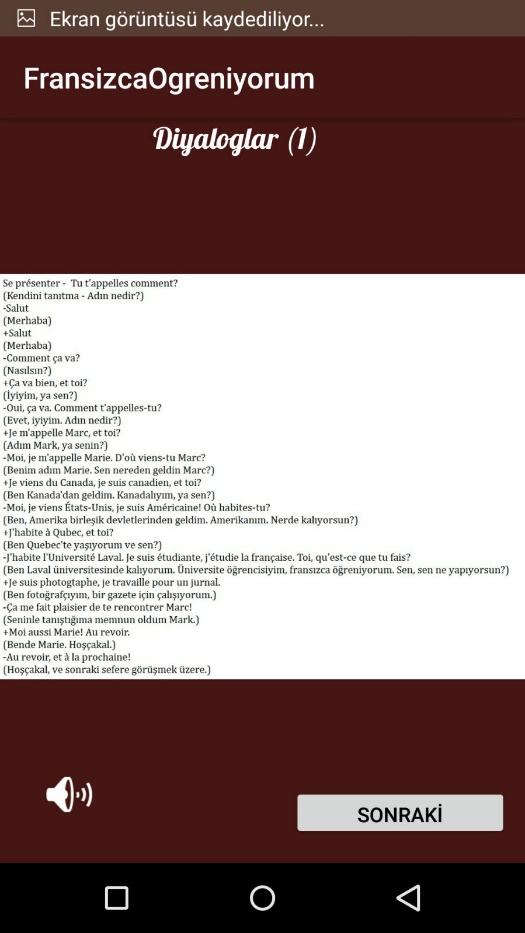 Ekran görüntüsü kaydediliyor...
FransizcaOgreniyorum
Diyaloglar (1)
Se présenter - Tu t'appelles comment?
(Kendini tanıtma - Adın nedir?)
-Salut
(Merhaba)
+Salut
(Merhaba)
-Comment ça va?
(Nasılsın?)
+Ça va bien, et toi?
(İyiyim, ya sen?)
-Oui, ça va. Comment t'appelles-tu?
(Evet, iyiyim. Adın nedir?)
+Je m'appelle Marc, et toi?
(Adım Mark, ya senin?)
-Moi, je m'appelle Marie. D'où viens-tu Marc?
(Benim adım Marie. Sen nereden geldin Marc?)
+Je viens du Canada, je suis canadien, et toi?
(Ben Kanada'dan geldim. Kanadalıyım, ya sen?)
-Moi, je viens États-Unis, je suis Américaine! Où habites-tu?
(Ben, Amerika birleşik devletlerinden geldim. Amerikanım. Nerde kalıyorsun?)
+J'habite à Qubec, et toi?
(Ben Quebec'te yaşıyorum ve sen?)
-J'habite l'Université Laval. Je suis étudiante, j'étudie la française. Toi, qu'est-ce que tu fais?
(Ben Laval üniversitesinde kalıyorum. Üniversite öğrencisiyim, fransızca öğreniyorum. Sen, sen ne yapıyorsun?)
+Je suis photogtaphe, je travaille pour un jurnal.
(Ben fotoğrafçıyım, bir gazete için çalışıyorum.)
-Ça me fait plaisier de te rencontrer Marc!
(Seninle tanıştığıma memnun oldum Mark.)
+Moi aussi Marie! Au revoir.
(Bende Marie. Hoşçakal.)
-Au revoir, et à la prochaine!
(Hoşçakal, ve sonraki sefere görüşmek üzere.)
SONRAKİ